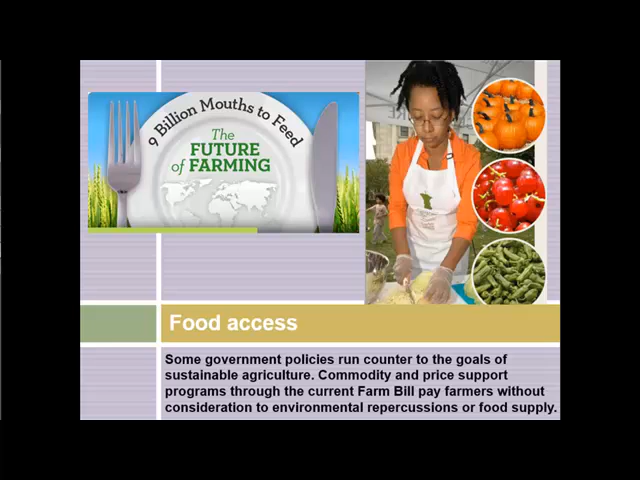 9 Billion Mouths to Feed
The
FUTURE
of FARMING
Food access
Some government policies run counter to the goals of
sustainable agriculture. Commodity and price support
programs through the current Farm Bill pay farmers without
consideration to environmental repercussions or food supply.